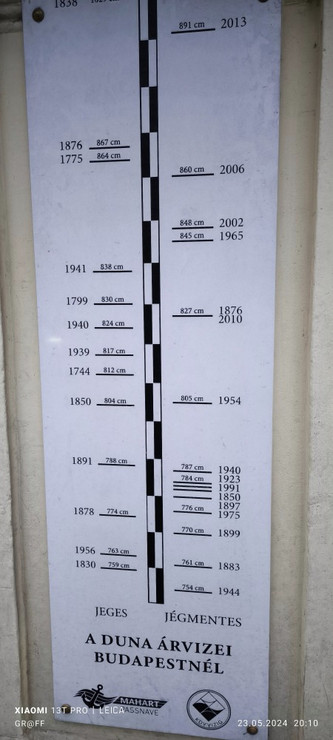 1838
891 cm 2013
1876 867 cm
1775 864 cm
860 cm 2006
848 cm 2002
845 cm 1965
1941 838 cm
1799 830 cm
827 cm 1876
2010
1940 824 cm
1939 817 cm
1744 812 cm
1850 804 cm
805 cm 1954
1891 788 cm
787 cm 1940
784 cm 1923
1991
1850
1878 774 cm
776 cm 1897
1975
770 cm 1899
1956 763 cm
1830 759 cm
761 cm 1883
754 cm 1944
JEGES JÉGMENTES
A DUNA ÁRVIZEI
BUDAPESTNÉL
MAHART
PASSNAVE
XIAOMI 13T PRO | LEICA
GR@FF
23.05.2024 20:10